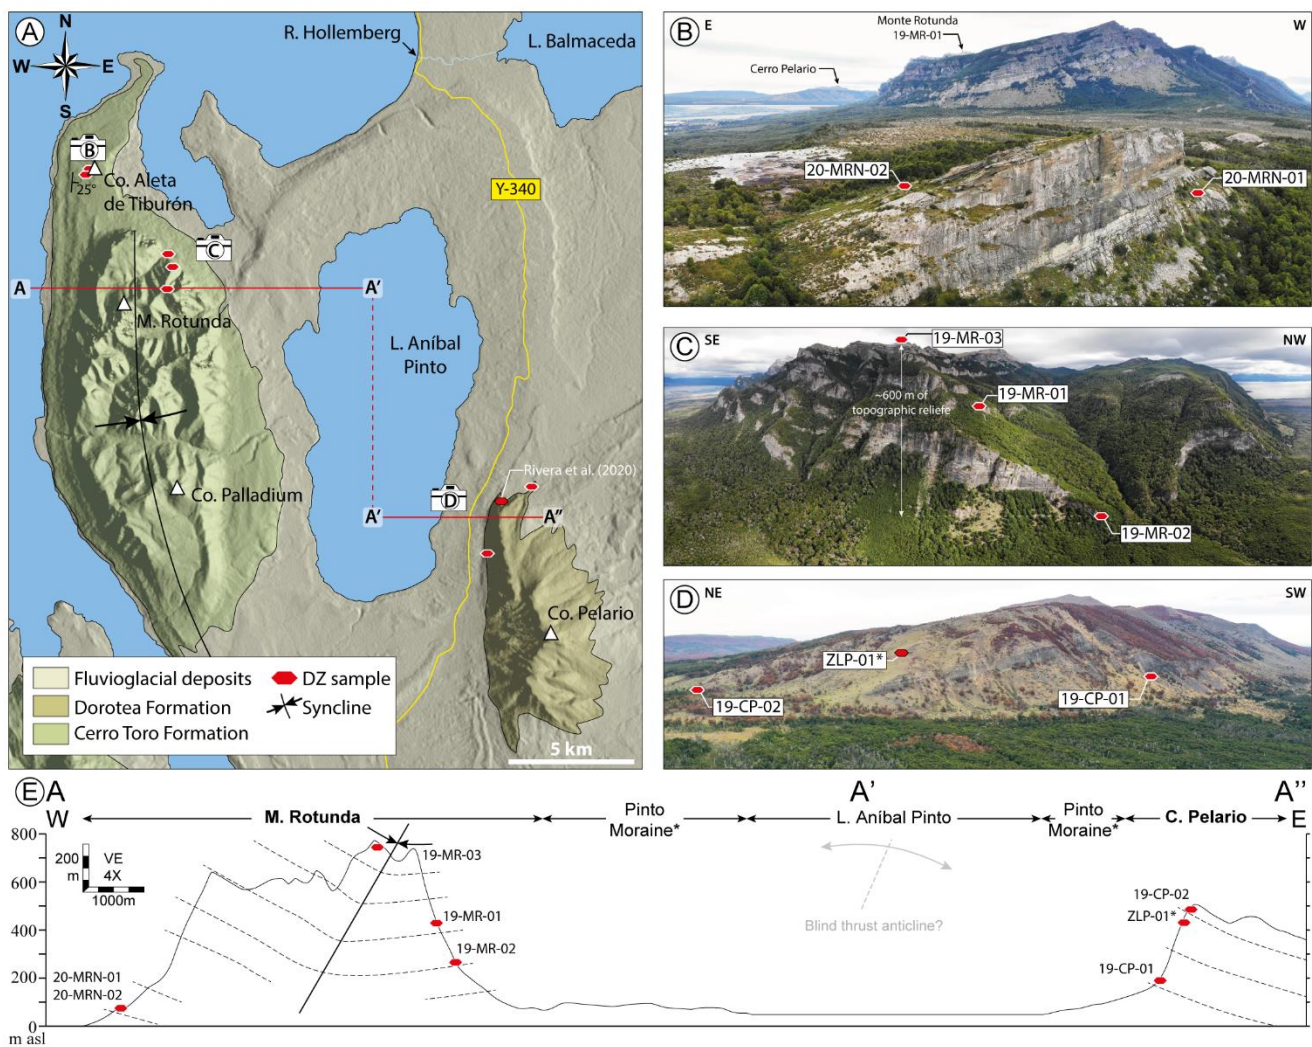 A
N
W
E
S
R. Hollemberg
L. Balmaceda
B
25°
Co. Aleta
de Tiburón
C
Y-340
A
A'
M. Rotunda
L. Aníbal
Pinto
Rivera et al. (2020)
D
Co. Palladium
A'
A''
Co. Pelario
Fluvioglacial deposits
Dorotea Formation
Cerro Toro Formation
DZ sample
Syncline
5 km
B
E
W
Monte Rotunda
19-MR-01
Cerro Pelario
20-MRN-02
20-MRN-01
C
SE
NW
19-MR-03
19-MR-01
~600 m of
topographic reliefe
19-MR-02
D
NE
SW
ZLP-01*
19-CP-02
19-CP-01
E
A
A'
A''
W
E
M. Rotunda
Pinto
Moraine*
L. Aníbal Pinto
Pinto
Moraine*
C. Pelario
800
600
400
200
0
m asl
200
m
VE
4X
1000m
19-MR-03
19-MR-01
19-MR-02
20-MRN-01
20-MRN-02
Blind thrust anticline?
19-CP-02
ZLP-01*
19-CP-01